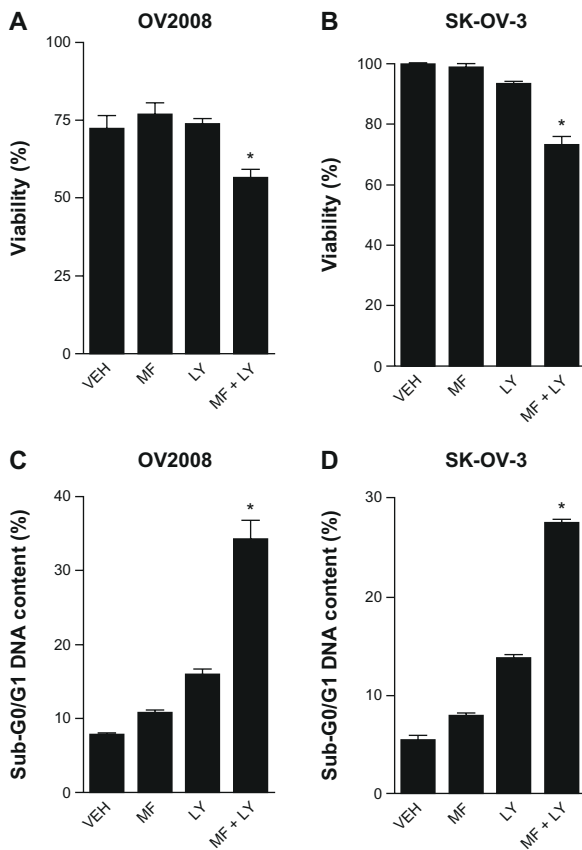 A
OV2008
Viability (%)
100
75
50
75
0
VEH
MF
LY
MF + LY
*
B
SK-OV-3
Viability (%)
100
80
60
40
20
0
VEH
MF
LY
MF + LY
*
C
OV2008
Sub-G0/G1 DNA content (%)
40
30
20
10
0
VEH
MF
LY
MF + LY
*
D
SK-OV-3
Sub-G0/G1 DNA content (%)
30
20
10
0
VEH
MF
LY
MF + LY
*